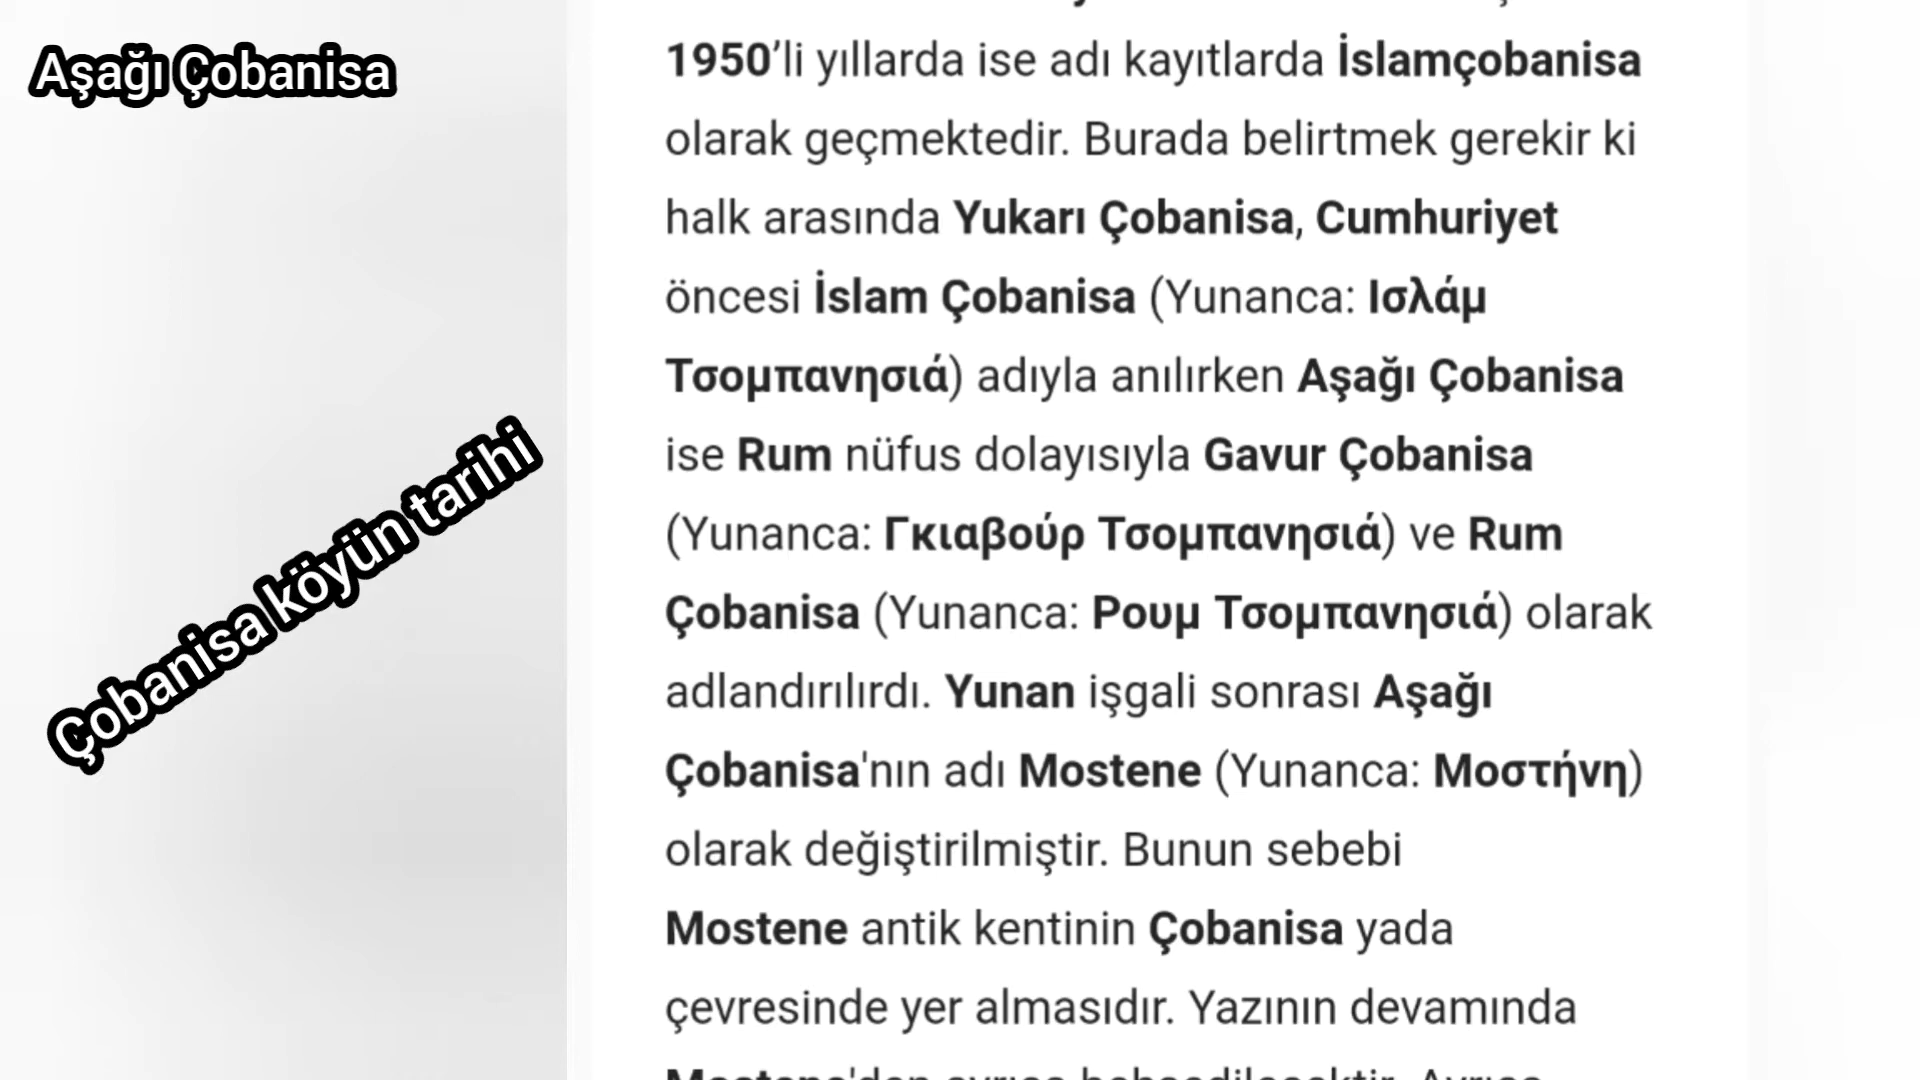 Aşağı Çobanisa
Çobanisa köyün tarihi
1950’li yıllarda ise adı kayıtlarda İslamçobanisa
olarak geçmektedir. Burada belirtmek gerekir ki
halk arasında Yukarı Çobanisa, Cumhuriyet
öncesi İslam Çobanisa (Yunanca: Ισλάμ
Τσομπανησιά) adıyla anılırken Aşağı Çobanisa
ise Rum nüfus dolayısıyla Gavur Çobanisa
(Yunanca: Γκιαβούρ Τσομπανησιά) ve Rum
Çobanisa (Yunanca: Ρουμ Τσομπανησιά) olarak
adlandırılırdı. Yunan işgali sonrası Aşağı
Çobanisa'nın adı Mostene (Yunanca: Μοστήνη)
olarak değiştirilmiştir. Bunun sebebi
Mostene antik kentinin Çobanisa yada
çevresinde yer almasıdır. Yazının devamında